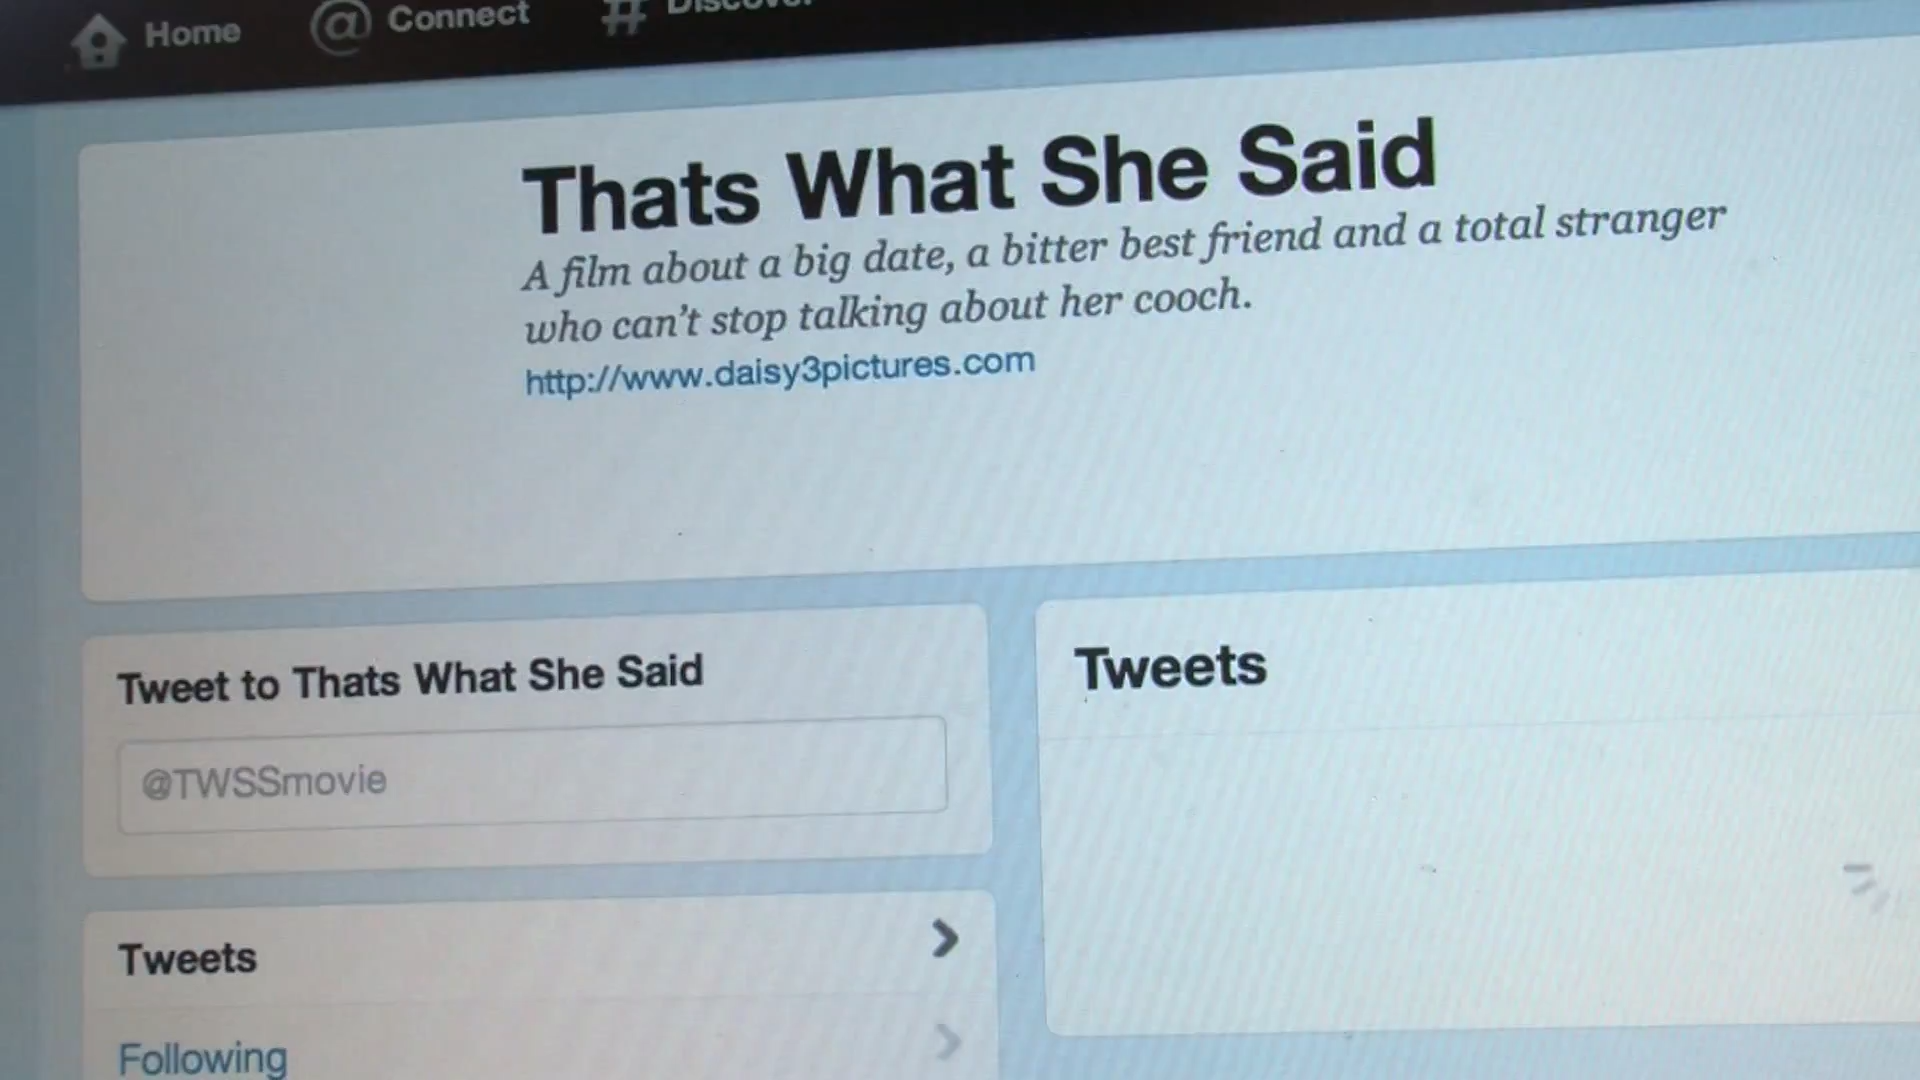 Home
Connect
Discover
Thats What She Said
A film about a big date, a bitter best friend and a total stranger
who can't stop talking about her cooch.
http://www.daisy3pictures.com
Tweet to Thats What She Said
@TWSSmovie
Tweets
Tweets
Following